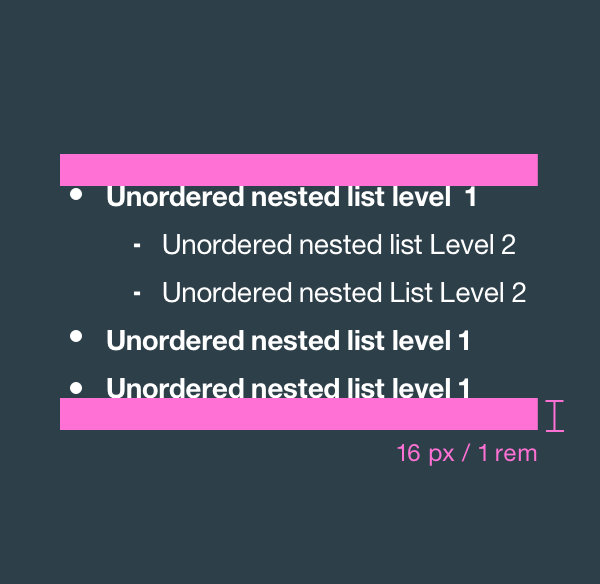 • Unordered nested list level  1
- Unordered nested list Level 2
- Unordered nested List Level 2
• Unordered nested list level 1
• Unordered nested list level 1
16 px / 1 rem